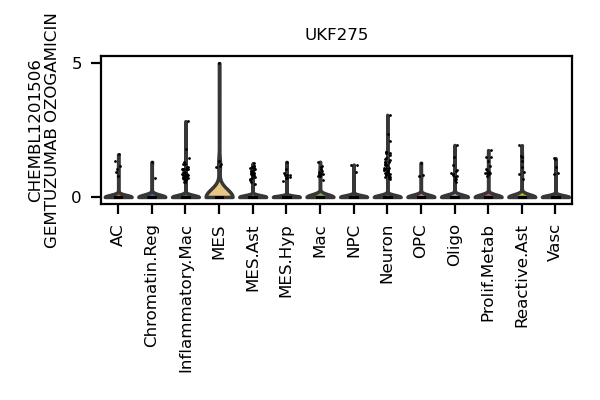 UKF275
CHEMBL1201506
GEMTUZUMAB OZOGAMICIN
5
0
AC
Chromatin.Reg
Inflammatory.Mac
MES
MES.Ast
MES.Hyp
Mac
NPC
Neuron
OPC
Oligo
Prolif.Metab
Reactive.Ast
Vasc